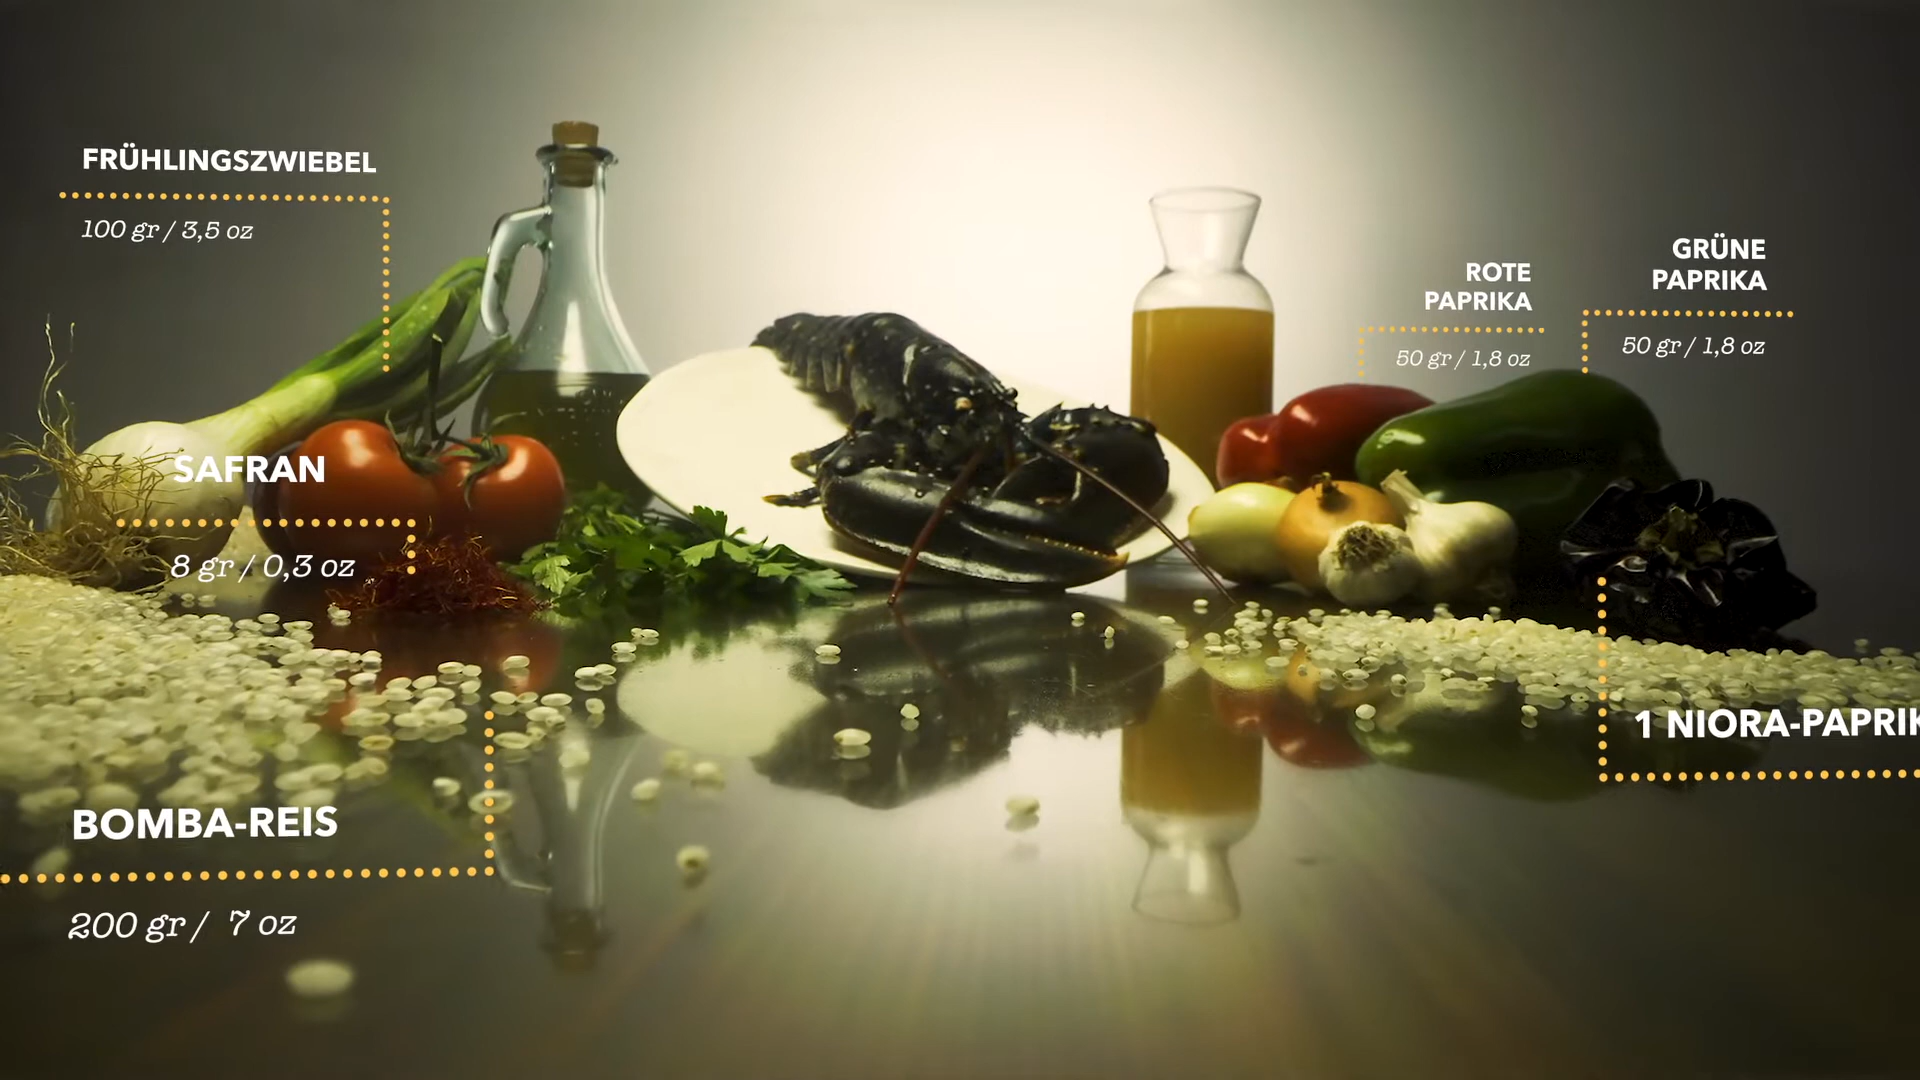 FRÜHLINGSZWIEBEL
100 gr / 3,5 oz
ROTE
PAPRIKA
50 gr / 1,8 oz
GRÜNE
PAPRIKA
50 gr / 1,8 oz
SAFRAN
8 gr / 0,3 oz
1 NIORA-PAPRIK
BOMBA-REIS
200 gr / 7 oz